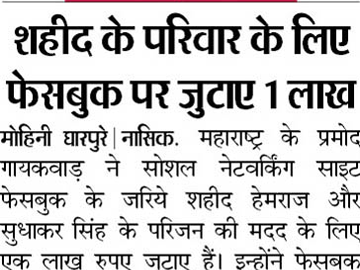 शहीद के परिवार के लिए
फेसबुक पर जुटाए 1 लाख
मोहिनी घारपुरे | नासिक. महाराष्ट्र के प्रमोद
गायकवाड़ ने सोशल नेटवर्किंग साइट
फेसबुक के जरिये शहीद हेमराज और
सुधाकर सिंह के परिजन की मदद के लिए
एक लाख रुपए जुटाए हैं। इन्होंने फेसबुक